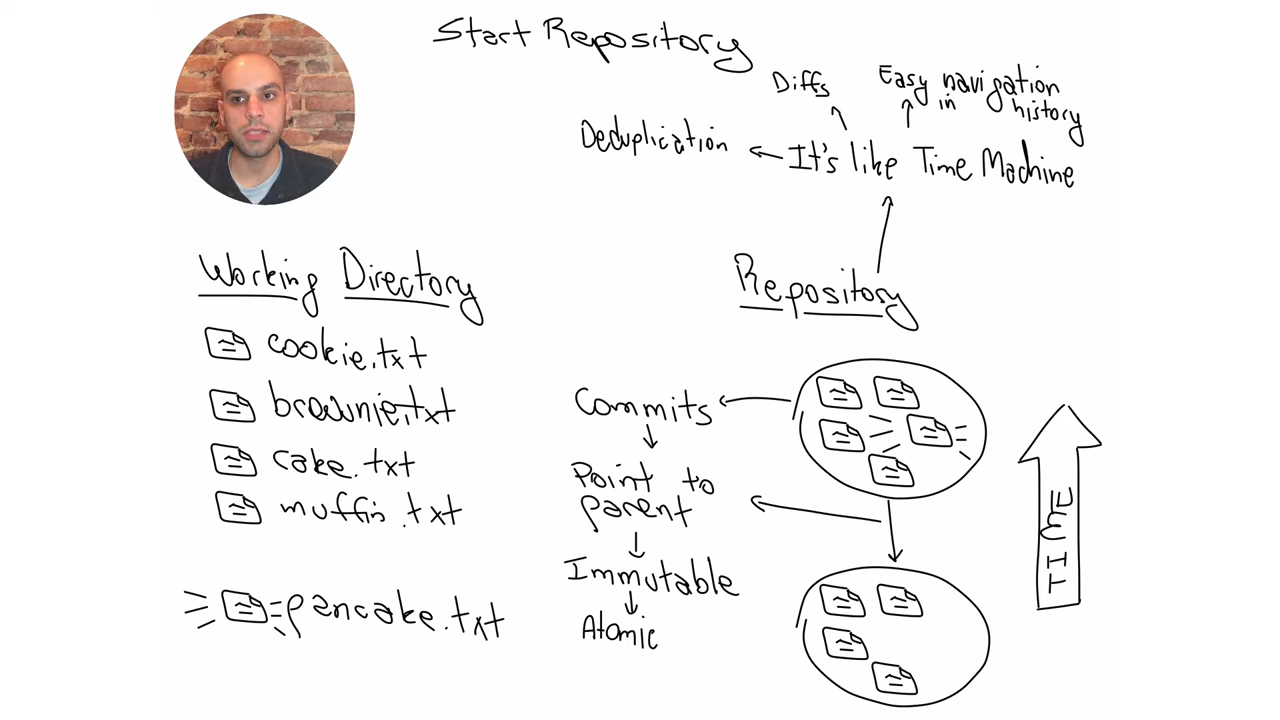 Start Repository
Diffs
Easy navigation
in history
Deduplication
It's like Time Machine
Working Directory
Repository
cookie.txt
brownie.txt
cake.txt
muffin.txt
pancake.txt
Commits
Point to
parent
Immutable
Atomic
TIME